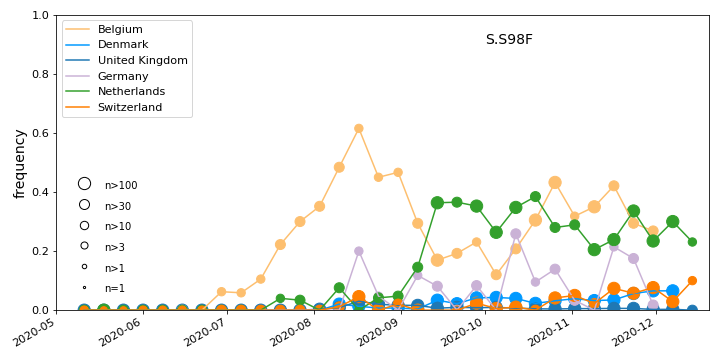 S.S98F
Belgium
Denmark
United Kingdom
Germany
Netherlands
Switzerland
n>100
n>30
n>10
n>3
n>1
n=1
frequency
1.0
0.8
0.6
0.4
0.2
0.0
2020-05
2020-06
2020-07
2020-08
2020-09
2020-10
2020-11
2020-12